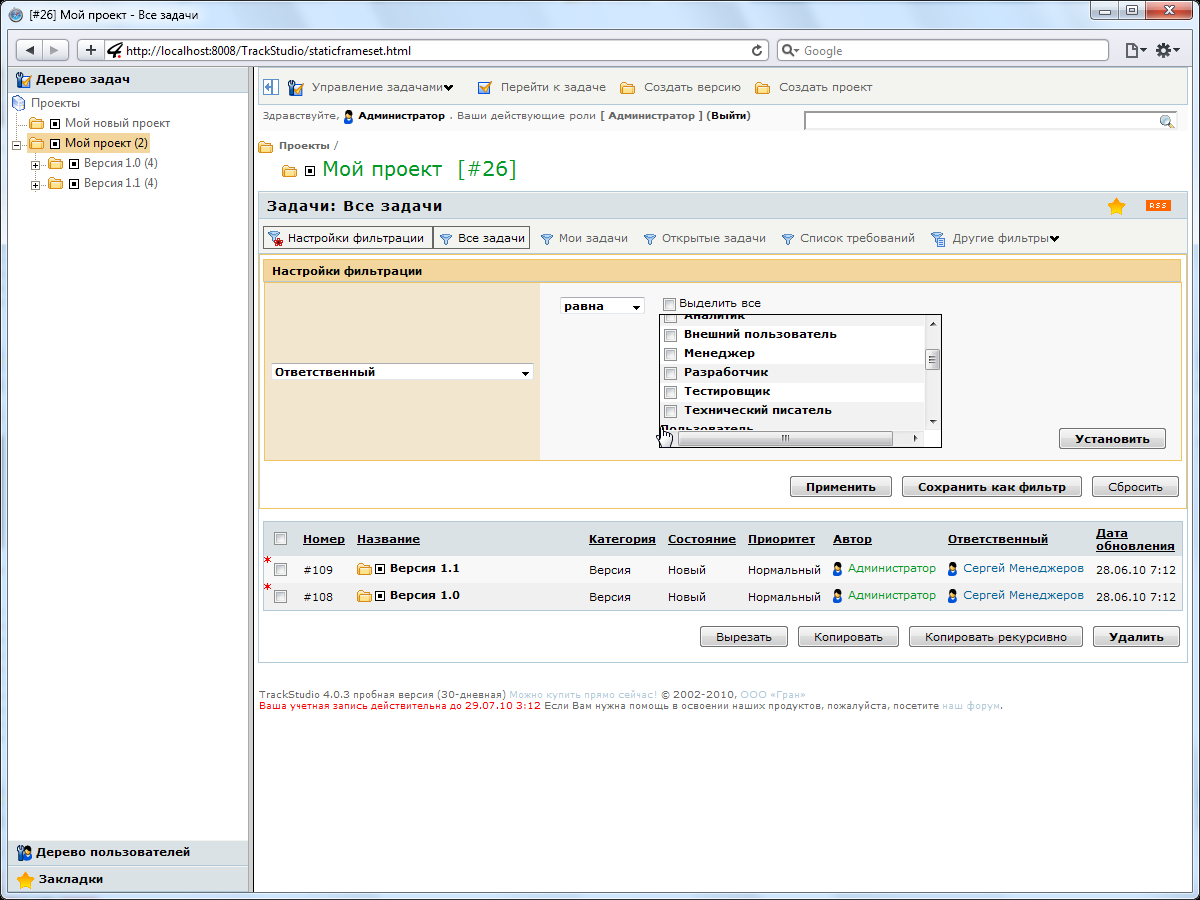 [#26] Мой проект - Все задачи
http://localhost:8008/TrackStudio/staticframeset.html
Google
Дерево задач
Проекты
Мой новый проект
Мой проект (2)
Версия 1.0 (4)
Версия 1.1 (4)
Управление задачами
Перейти к задаче
Создать версию
Создать проект
Здравствуйте, Администратор . Ваши действующие роли [ Администратор ] (Выйти)
Проекты /
Мой проект [#26]
Задачи: Все задачи
RSS
Настройки фильтрации
Все задачи
Мои задачи
Открытые задачи
Список требований
Другие фильтры
Настройки фильтрации
Ответственный
равна
Выделить все
Аналитик
Внешний пользователь
Менеджер
Разработчик
Тестировщик
Технический писатель
Пользователь
Установить
Применить
Сохранить как фильтр
Сбросить
Номер Название Категория Состояние Приоритет Автор Ответственный Дата обновления
* #109 Версия 1.1 Версия Новый Нормальный Администратор Сергей Менеджеров 28.06.10 7:12
* #108 Версия 1.0 Версия Новый Нормальный Администратор Сергей Менеджеров 28.06.10 7:12
Вырезать
Копировать
Копировать рекурсивно
Удалить
TrackStudio 4.0.3 пробная версия (30-дневная) Можно купить прямо сейчас! © 2002-2010, ООО «Гран»
Ваша учетная запись действительна до 29.07.10 3:12 Если Вам нужна помощь в освоении наших продуктов, пожалуйста, посетите наш форум.
Дерево пользователей
Закладки